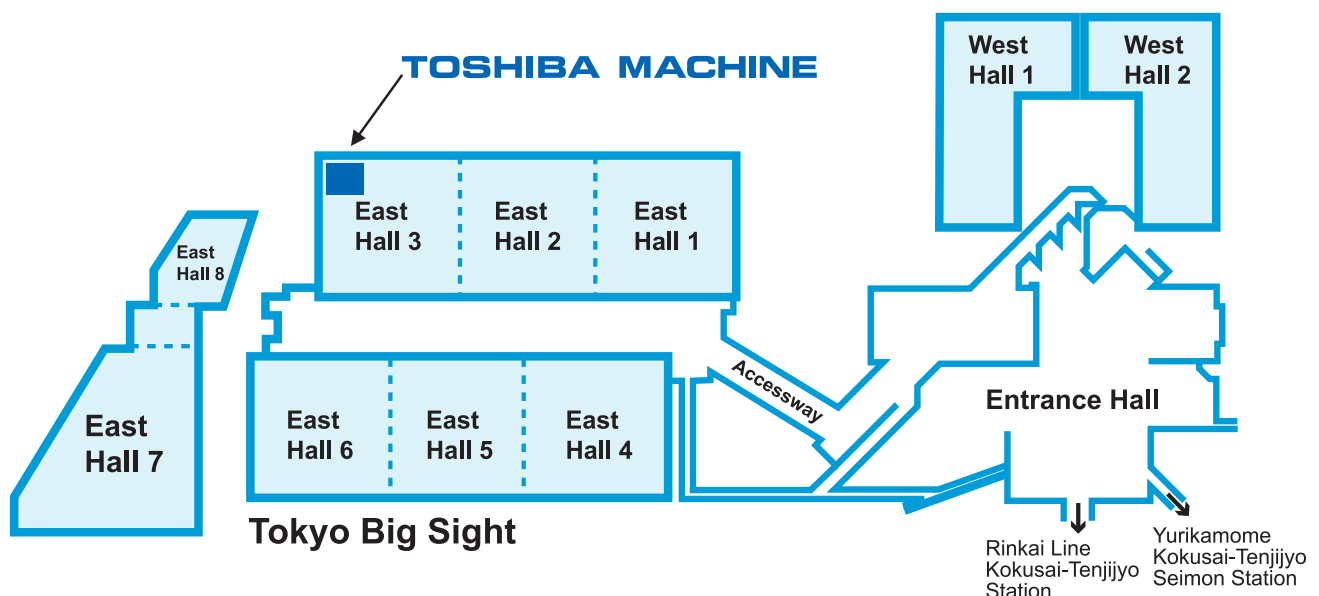 TOSHIBA MACHINE
West
Hall 1
West
Hall 2
East
Hall 3
East
Hall 2
East
Hall 1
East
Hall 8
East
Hall 7
East
Hall 6
East
Hall 5
East
Hall 4
Accessway
Entrance Hall
Tokyo Big Sight
Rinkai Line
Kokusai-Tenjijyo
Station
Yurikamome
Kokusai-Tenjijyo
Seimon Station